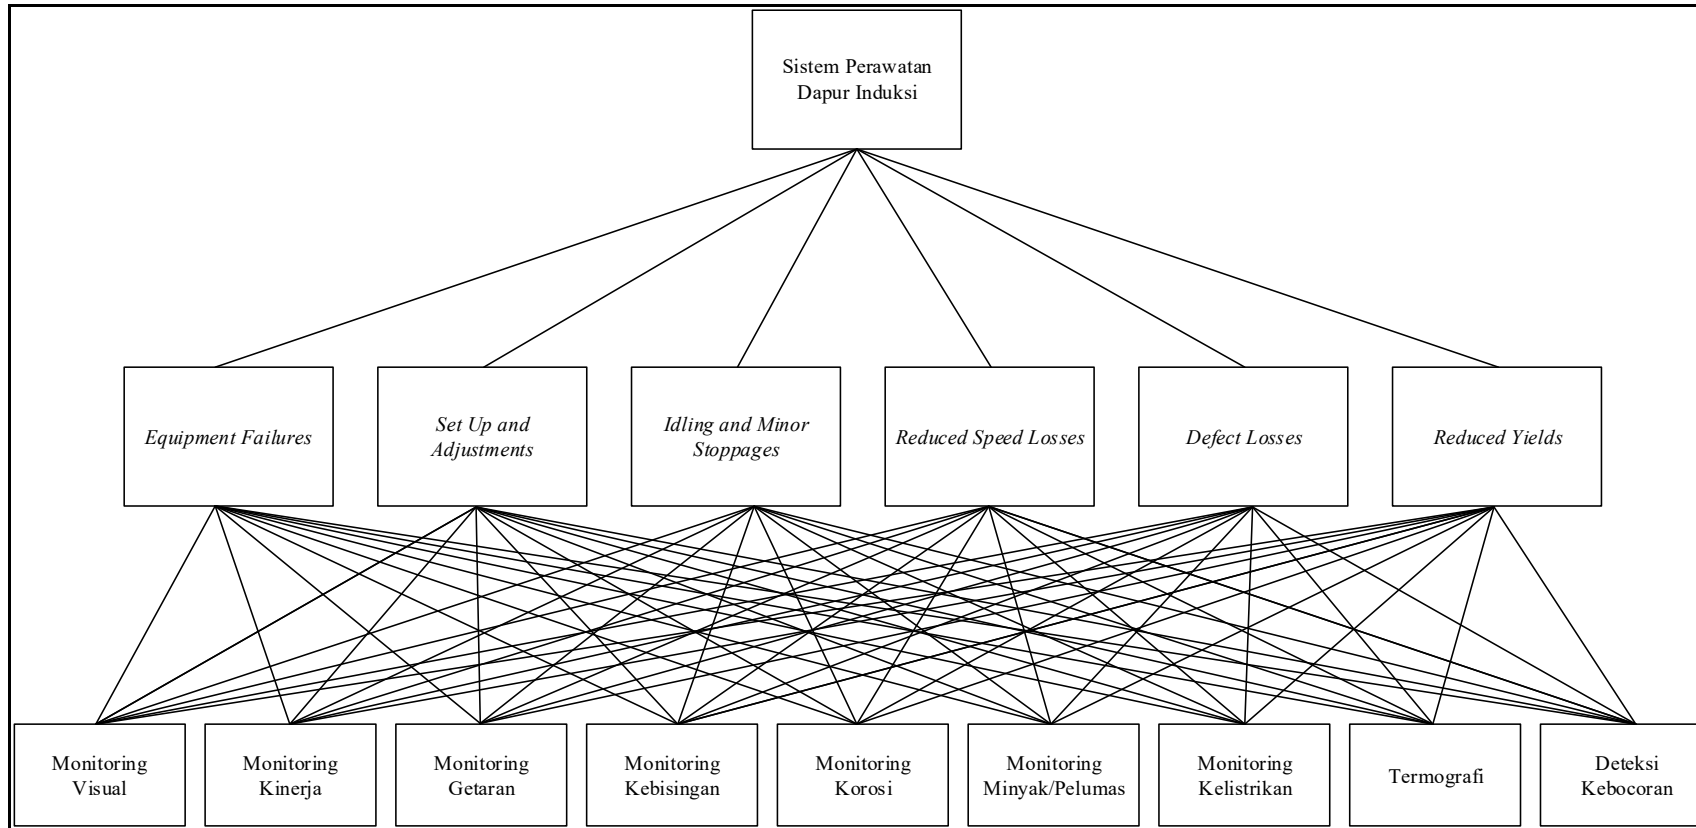 Sistem Perawatan
Dapur Induksi
Equipment Failures
Set Up and
Adjustments
Idling and Minor
Stoppages
Reduced Speed Losses
Defect Losses
Reduced Yields
Monitoring
Visual
Monitoring
Kinerja
Monitoring
Getaran
Monitoring
Kebisingan
Monitoring
Korosi
Monitoring
Minyak/Pelumas
Monitoring
Kelistrikan
Termografi
Deteksi
Kebocoran